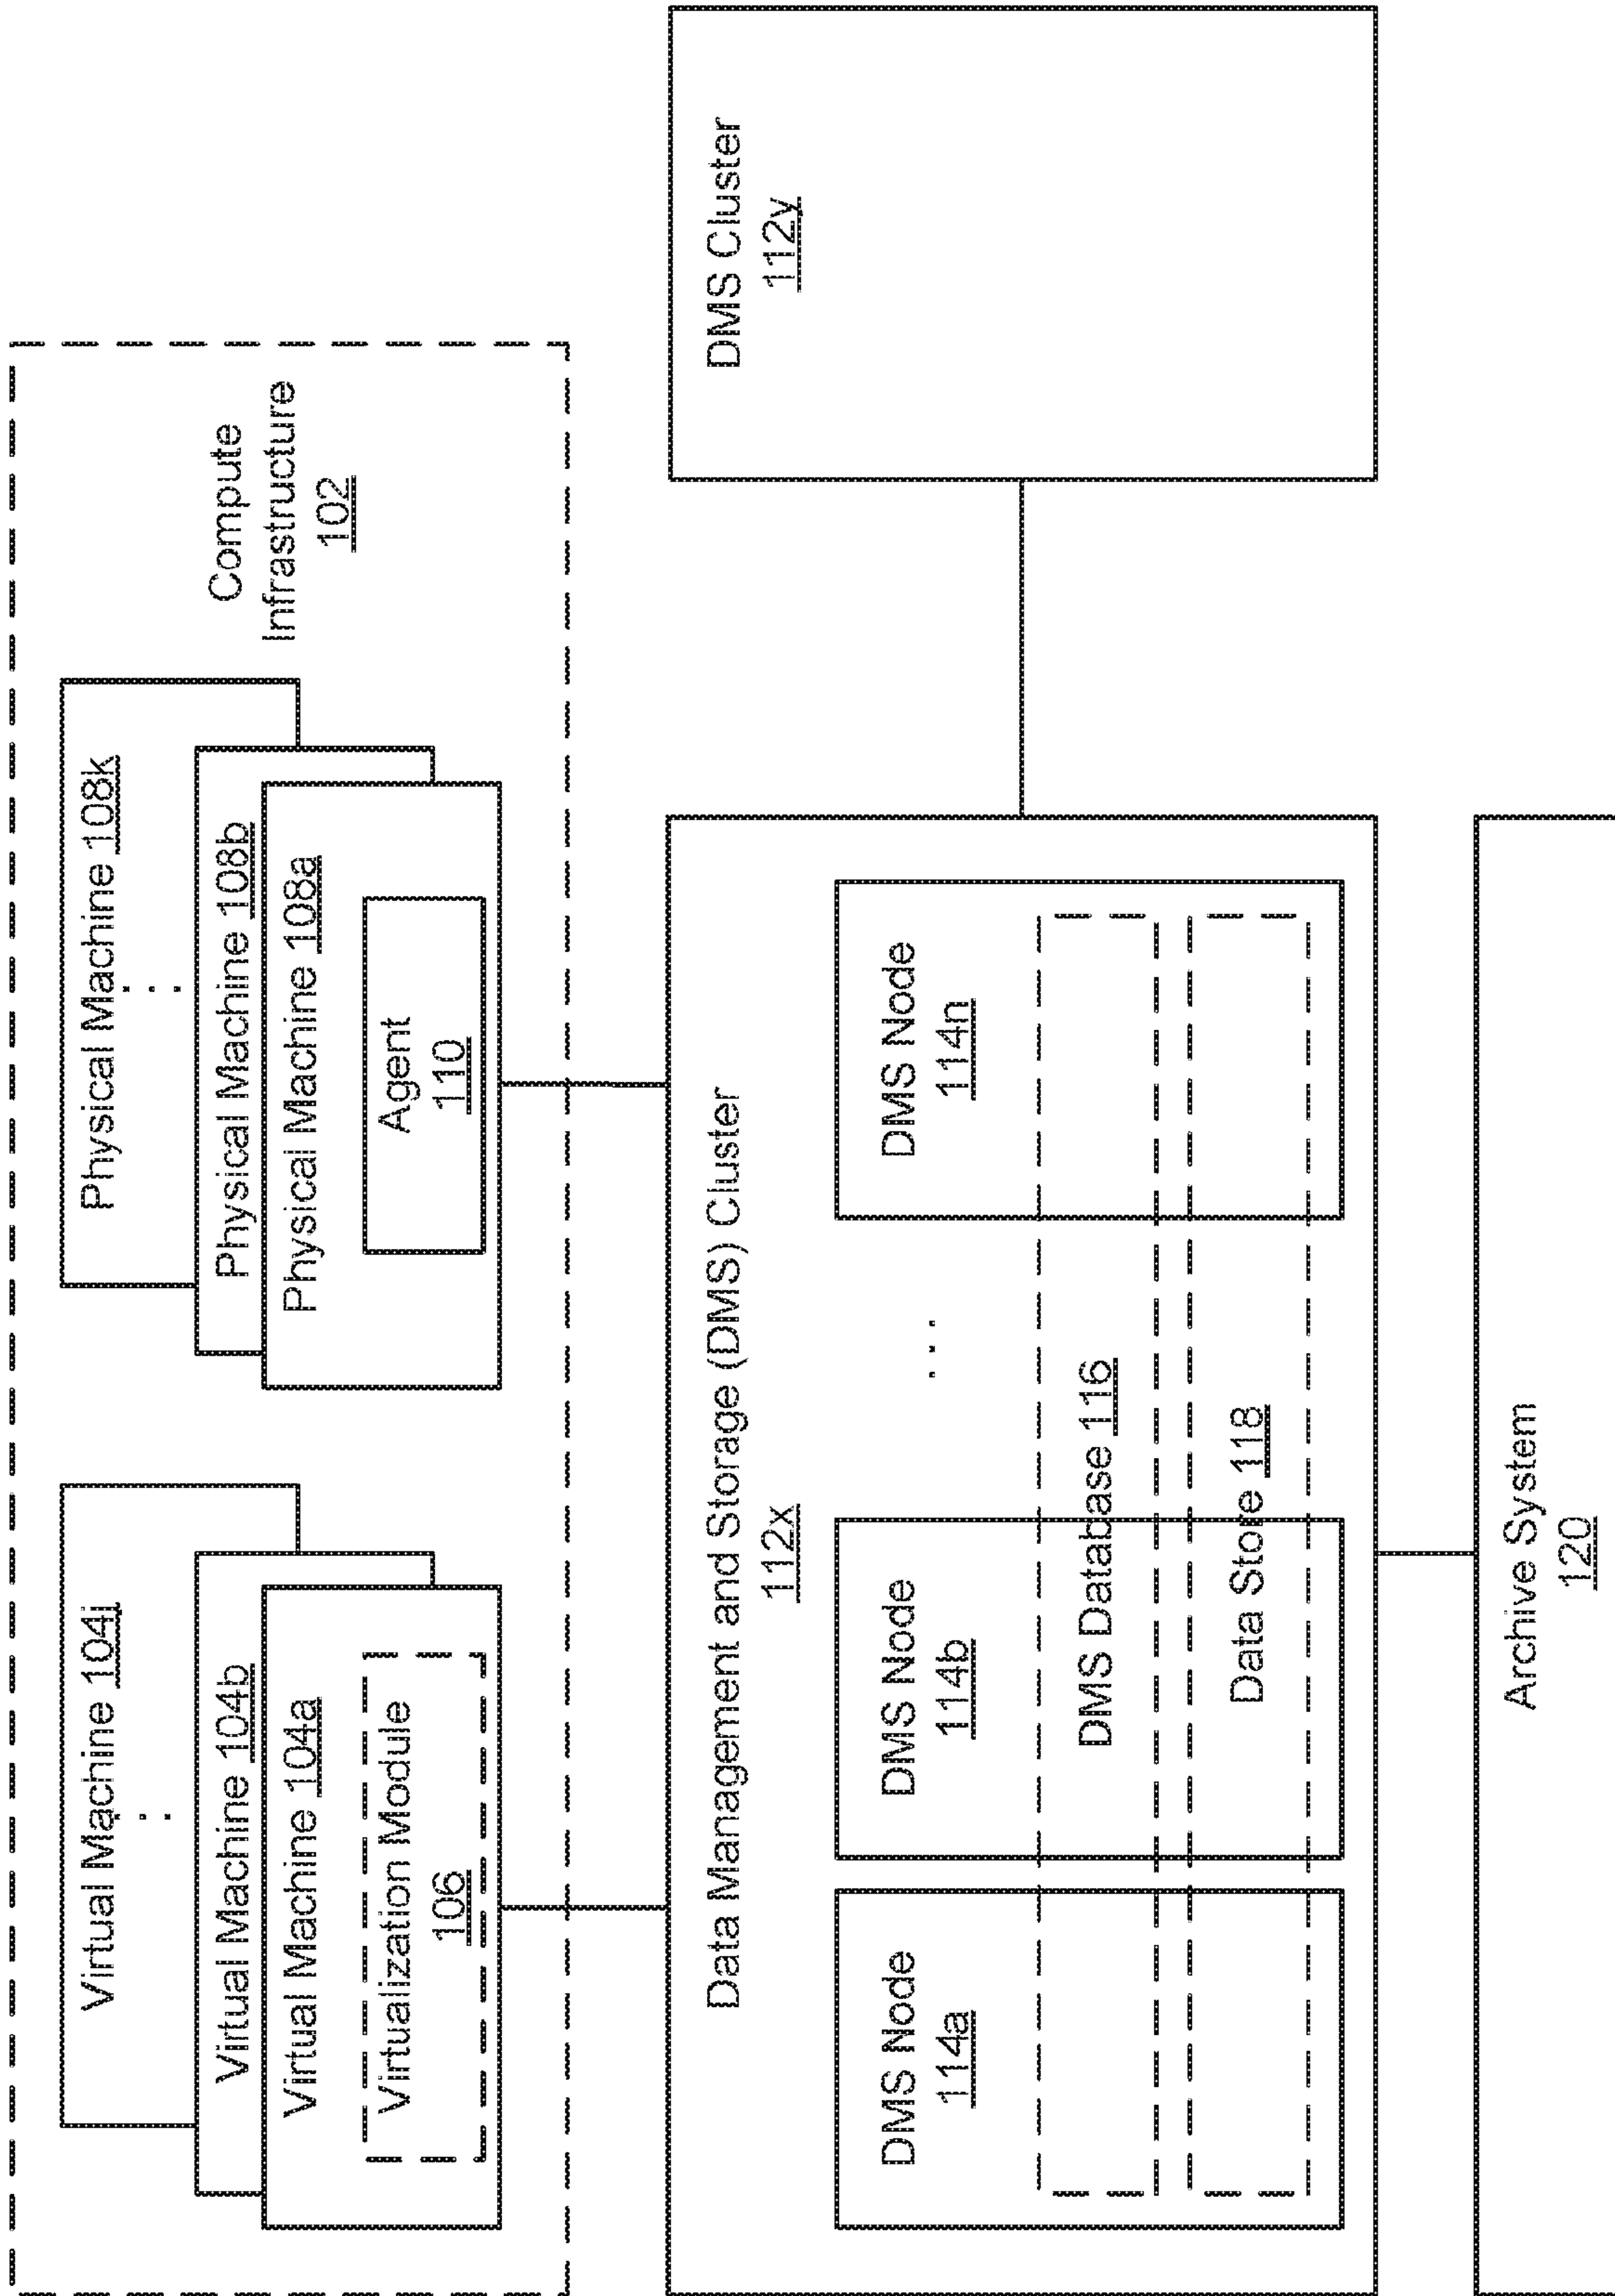 Compute
Infrastructure
102
Virtual Machine 104j
...
Virtual Machine 104b
Virtual Machine 104a
Virtualization Module
106
Physical Machine 108k
...
Physical Machine 108b
Physical Machine 108a
Agent
110
Data Management and Storage (DMS) Cluster
112x
DMS Node
114a
DMS Node
114b
...
DMS Node
114n
DMS Database 116
Data Store 118
DMS Cluster
112y
Archive System
120